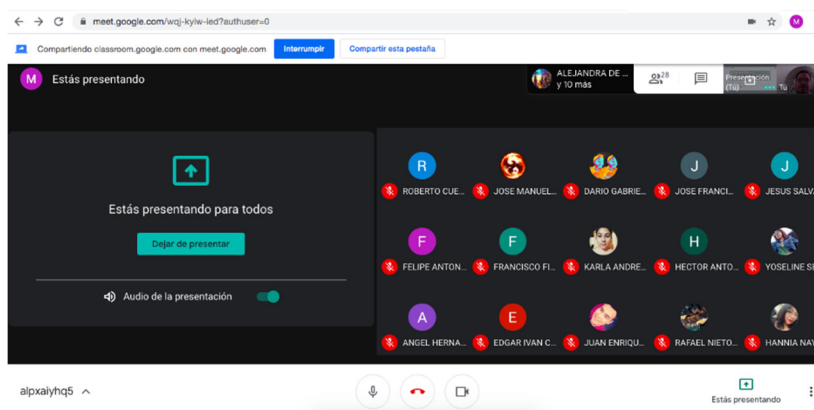 meet.google.com/wqj-kyiw-ied?authuser=0
M
Compartiendo classroom.google.com con meet.google.com Interrumpir Compartir esta pestaña
M Estás presentando
ALEJANDRA DE ...
y 10 más
28
Presentación
(Tú) Tú
Estás presentando para todos
Dejar de presentar
Audio de la presentación
R J J
ROBERTO CUE... JOSE MANUEL... DARIO GABRIE... JOSE FRANCI... JESUS SALV
F F H
FELIPE ANTON... FRANCISCO FI... KARLA ANDRE... HECTOR ANTO... YOSELINE S
A E
ANGEL HERNA... EDGAR IVAN C... JUAN ENRIQU... RAFAEL NIETO... HANNIA NA
alpxaiyhq5
Estás presentando